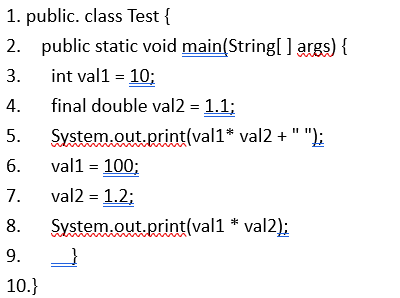 1. public. class Test {
2. public static void main(String[ ] args) {
3. int val1 = 10;
4. final double val2 = 1.1;
5. System.out.print(val1* val2 + " ");
6. val1 = 100;
7. val2 = 1.2;
8. System.out.print(val1 * val2);
9. }
10.}